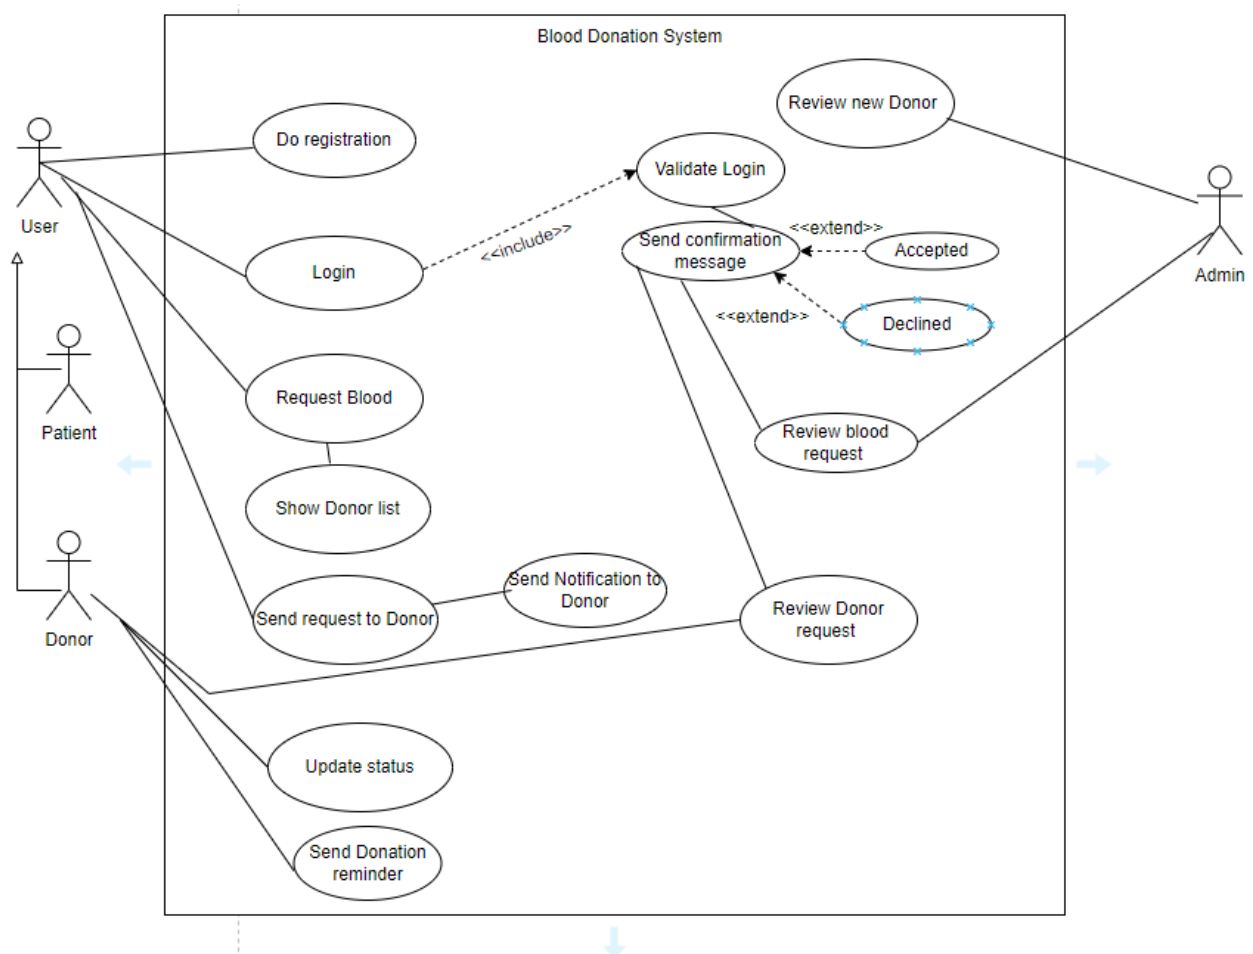 Blood Donation System
Review new Donor
Do registration
Validate Login
User
<<include>>
Send confirmation
message
<<extend>>
Accepted
Admin
Login
<<extend>>
Declined
Request Blood
Patient
Review blood
request
Show Donor list
Send Notification to
Donor
Send request to Donor
Review Donor
request
Donor
Update status
Send Donation
reminder